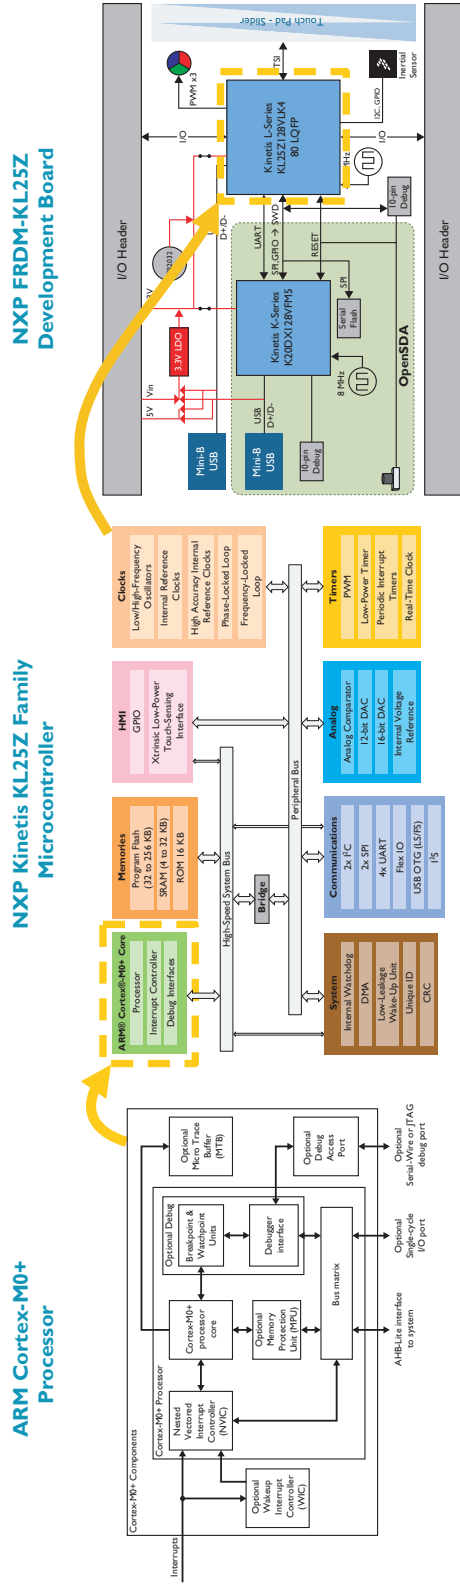 ARM Cortex-M0+
Processor
Cortex-M0+ Components
Cortex-M0+ Processor
Interrupts
Nested
Vectored
Interrupt
Controller
(NVIC)
Optional
Wakeup
Interrupt
Controller
(WIC)
Cortex-M0+
processor
core
Optional
Memory
Protection
Unit (MPU)
Optional Debug
Breakpoint &
Watchpoint
Units
Debugger
interface
Bus matrix
Optional
Micro Trace
Buffer
(MTB)
Optional
Debug
Access
Port
AHB-Lite interface
to system
Optional
Single-cycle
I/O port
Optional
Serial-Wire or JTAG
debug port
NXP Kinetis KL25Z Family
Microcontroller
ARM® Cortex®-M0+ Core
Processor
Interrupt Controller
Debug Interfaces
Memories
Program Flash
(32 to 256 KB)
SRAM (4 to 32 KB)
ROM 16 KB
HMI
GPIO
Xtrinsic Low-Power
Touch-Sensing
Interface
Clocks
Low/High-Frequency
Oscillators
Internal Reference
Clocks
High Accuracy Internal
Reference Clocks
Phase-Locked Loop
Frequency-Locked
Loop
High-Speed System Bus
Bridge
Peripheral Bus
System
Internal Watchdog
DMA
Low-Leakage
Wake-Up Unit
Unique ID
CRC
Communications
2x I²C
2x SPI
4x UART
Flex IO
USB OTG (LS/FS)
I²S
Analog
Analog Comparator
12-bit DAC
16-bit DAC
Internal Voltage
Reference
Timers
PWM
Low-Power Timer
Periodic Interrupt
Timers
Real-Time Clock
NXP FRDM-KL25Z
Development Board
I/O Header
5V
Vin
3.3V LDO
Mini-B
USB
Mini-B
USB
USB
D+/D-
D+/D-
10-pin
Debug
Kinetis K-Series
K20DX128VFM5
8 MHz
OpenSDA
Serial
Flash
SPI
UART
SPI, GPIO → SWD
RESET
10-pin
Debug
Kinetis L-Series
KL25Z128VLK4
80 LQFP
I/O
I/O
PWM x3
TSI
Touch Pad - Slider
I2C, GPIO
Inertial
Sensor
MHz
I/O Header